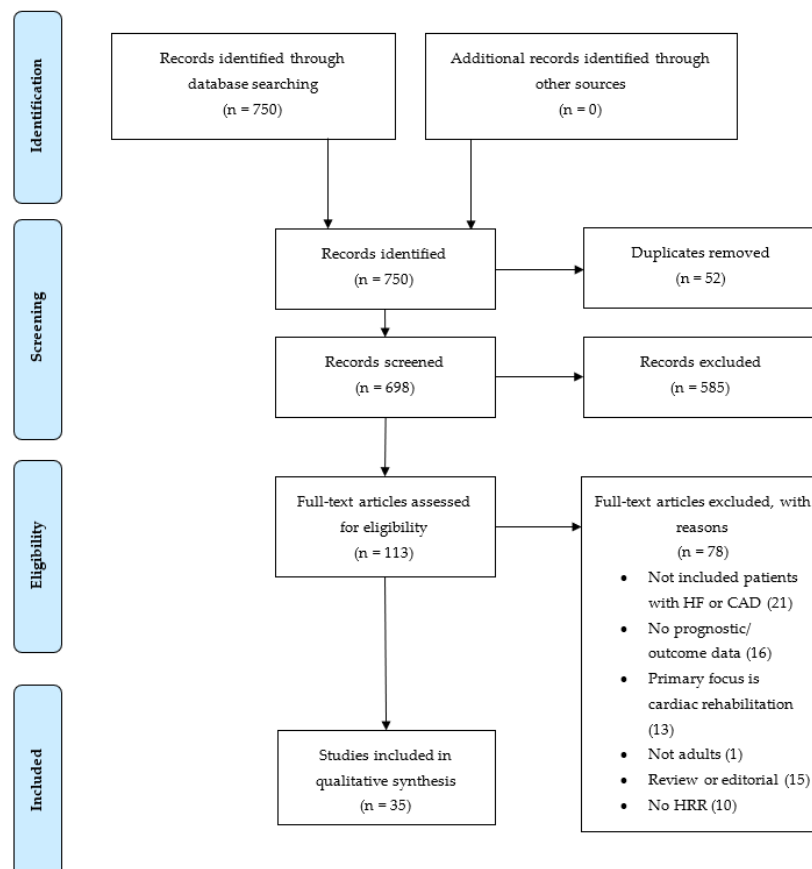 Identification
Records identified through
database searching
(n = 750)
Additional records identified through
other sources
(n = 0)
Screening
Records identified
(n = 750)
Duplicates removed
(n = 52)
Records screened
(n = 698)
Records excluded
(n = 585)
Eligibility
Full-text articles assessed
for eligibility
(n = 113)
Full-text articles excluded, with
reasons
(n = 78)
• Not included patients
with HF or CAD (21)
• No prognostic/
outcome data (16)
• Primary focus is
cardiac rehabilitation
(13)
• Not adults (1)
• Review or editorial (15)
• No HRR (10)
Included
Studies included in
qualitative synthesis
(n = 35)